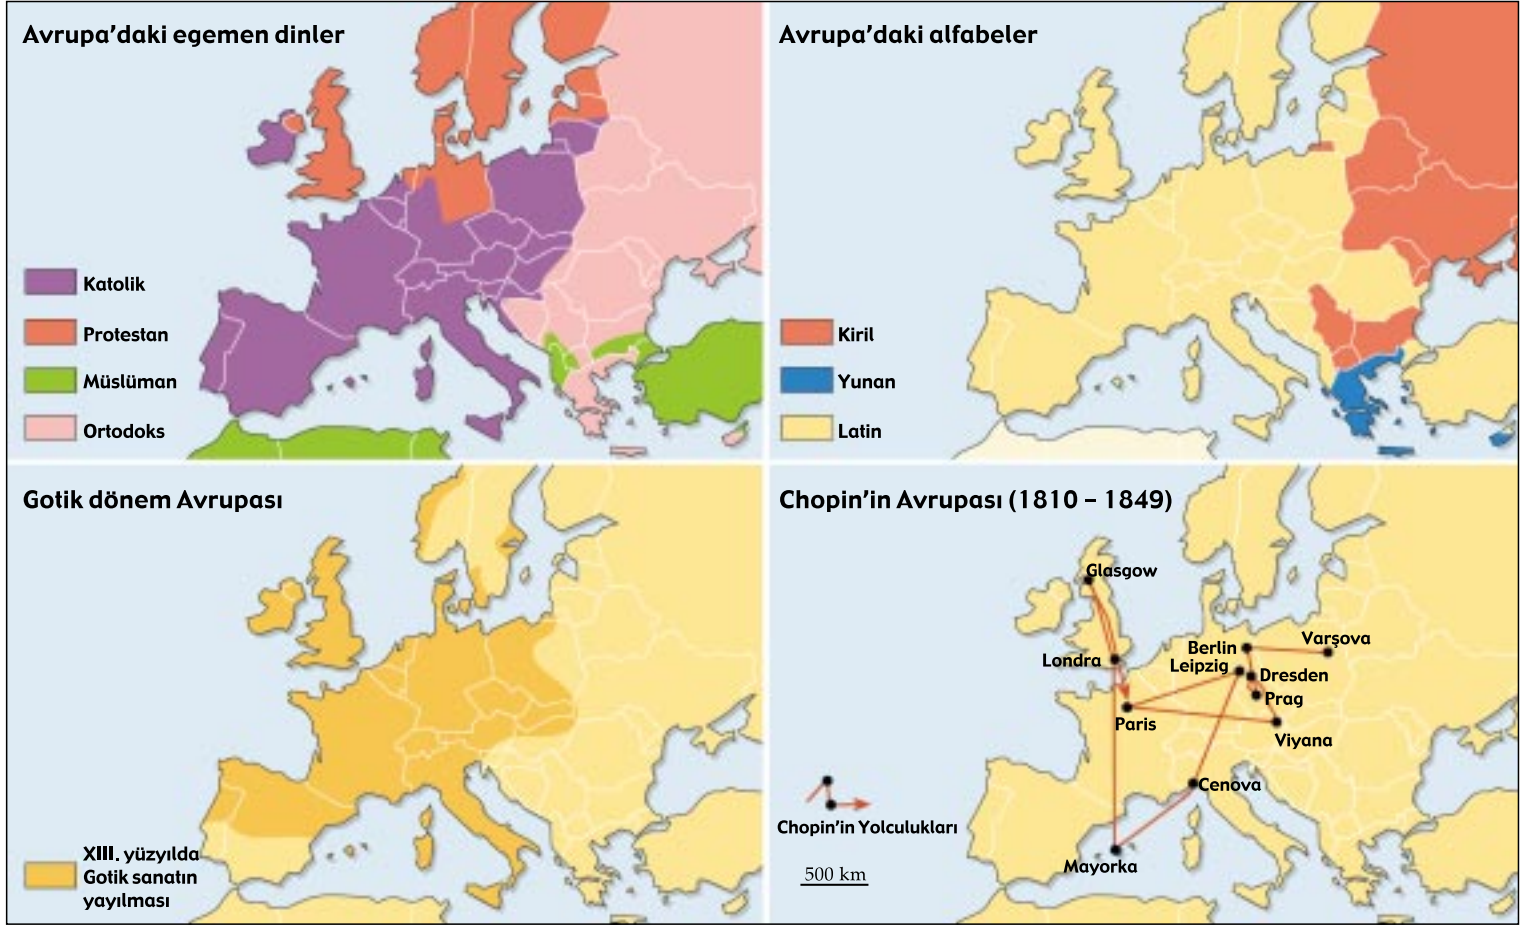 Avrupa'daki egemen dinler
Katolik
Protestan
Müslüman
Ortodoks
Avrupa'daki alfabeler
Kiril
Yunan
Latin
Gotik dönem Avrupası
XIII. yüzyılda
Gotik sanatın
yayılması
Chopin'in Avrupası (1810 – 1849)
Glasgow
Londra
Berlin
Varşova
Leipzig
Dresden
Prag
Paris
Viyana
Cenova
Mayorka
Chopin'in Yolculukları
500 km